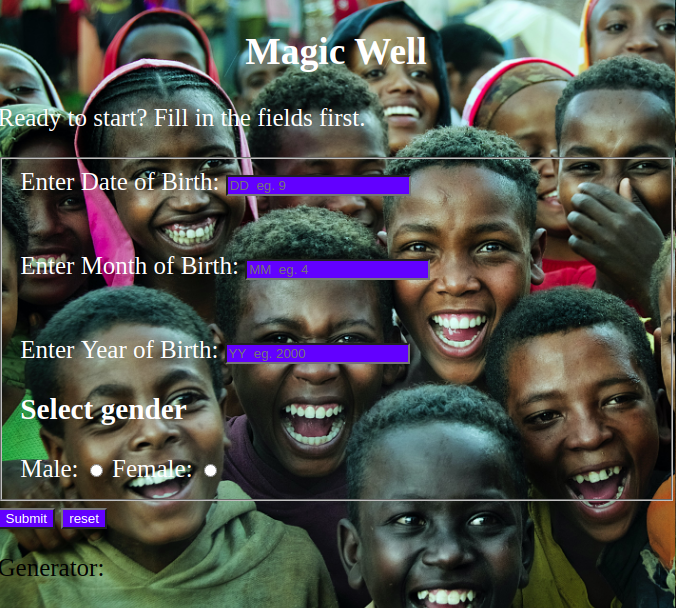 Magic Well
Ready to start? Fill in the fields first.
Enter Date of Birth: DD eg. 9
Enter Month of Birth: MM eg. 4
Enter Year of Birth: YY eg. 2000
Select gender
Male: Female:
Submit reset
Generator: